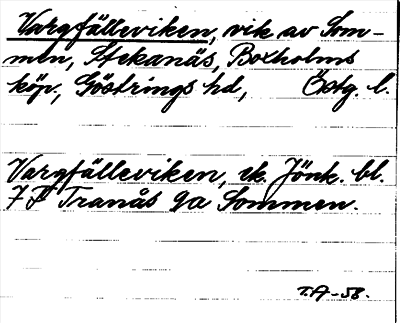 Vargfälleviken, vik av Som-
men, Stekanäs, Boxholms
köp., Göstrings hd, Östg. l.
Vargfälleviken, ek. Jönk. bl.
7 F Tranås 9a Sommen.
T.A-58.